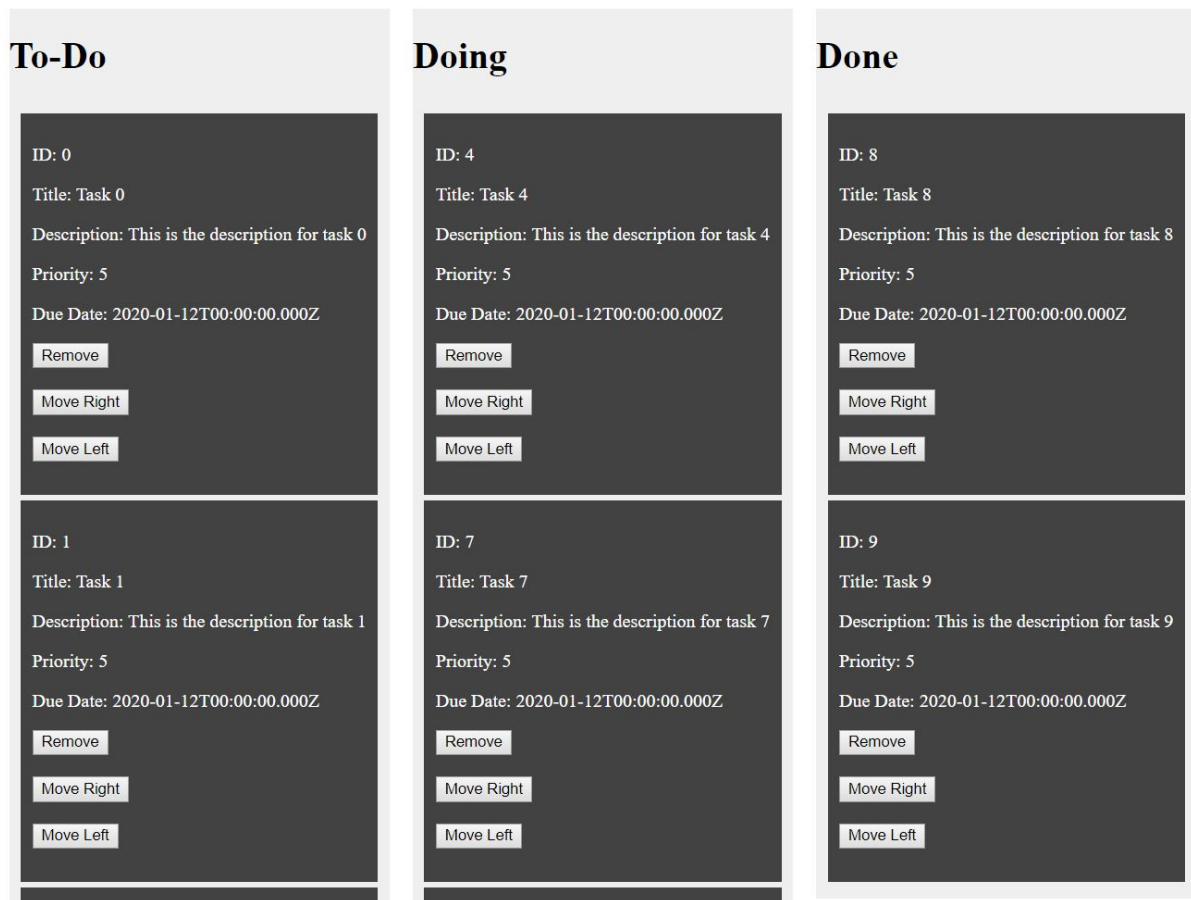 To-Do
ID: 0
Title: Task 0
Description: This is the description for task 0
Priority: 5
Due Date: 2020-01-12T00:00:00.000Z
Remove
Move Right
Move Left
ID: 1
Title: Task 1
Description: This is the description for task 1
Priority: 5
Due Date: 2020-01-12T00:00:00.000Z
Remove
Move Right
Move Left
Doing
ID: 4
Title: Task 4
Description: This is the description for task 4
Priority: 5
Due Date: 2020-01-12T00:00:00.000Z
Remove
Move Right
Move Left
ID: 7
Title: Task 7
Description: This is the description for task 7
Priority: 5
Due Date: 2020-01-12T00:00:00.000Z
Remove
Move Right
Move Left
Done
ID: 8
Title: Task 8
Description: This is the description for task 8
Priority: 5
Due Date: 2020-01-12T00:00:00.000Z
Remove
Move Right
Move Left
ID: 9
Title: Task 9
Description: This is the description for task 9
Priority: 5
Due Date: 2020-01-12T00:00:00.000Z
Remove
Move Right
Move Left